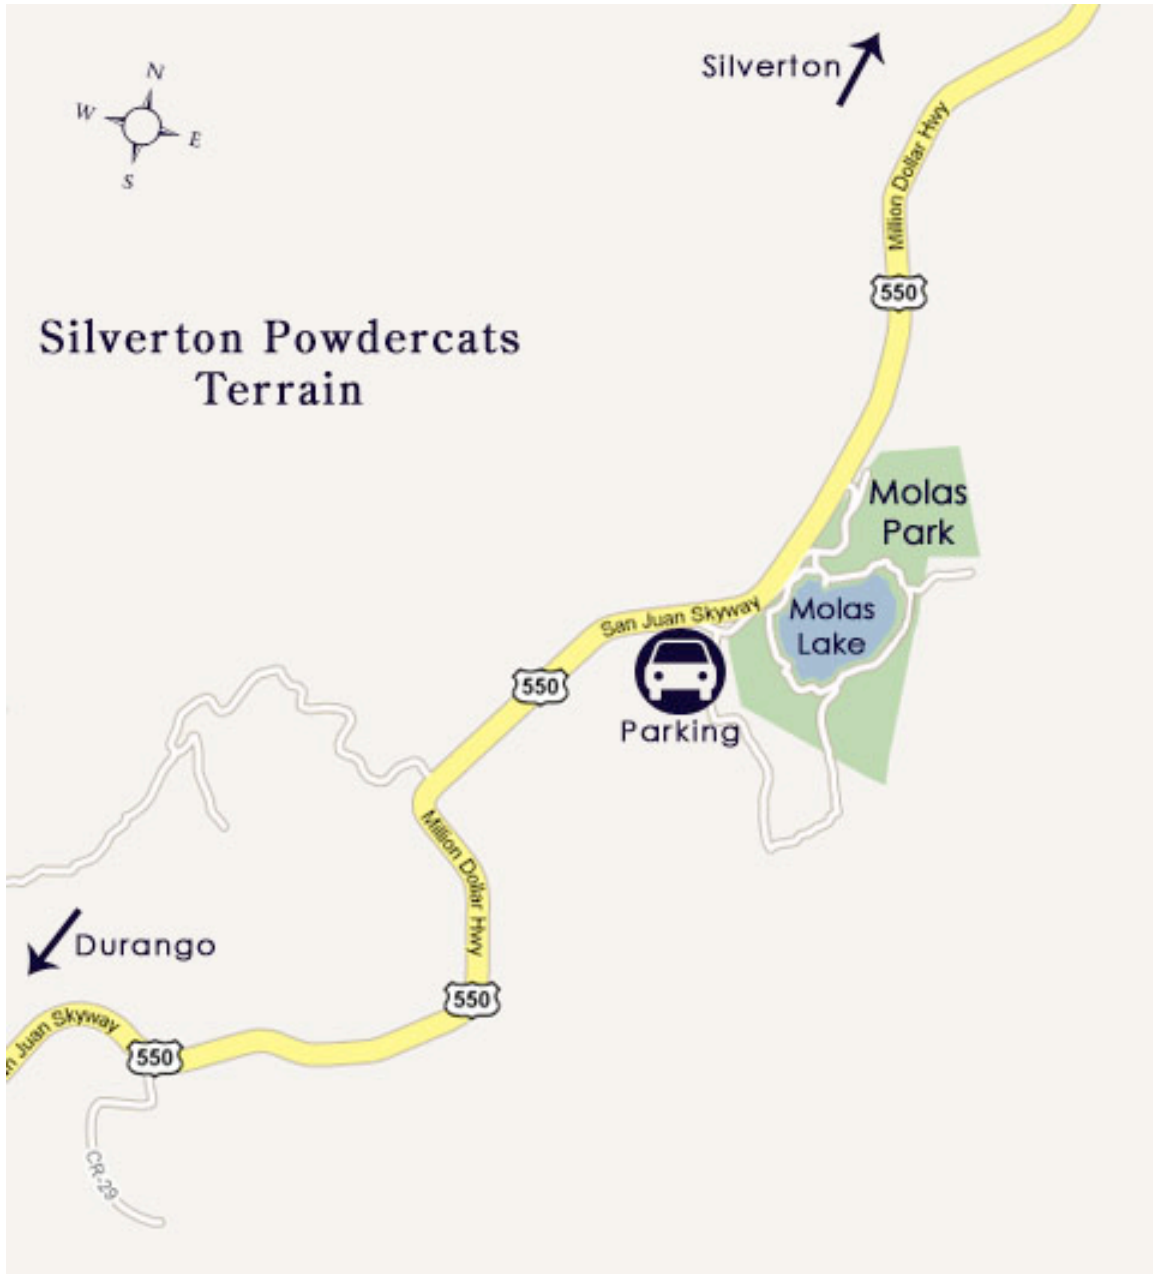 Silverton
N
W
E
S
Million Dollar Hwy
550
Silverton Powdercats
Terrain
Molas
Park
San Juan Skyway
Molas
Lake
550
Parking
Million Dollar Hwy
Durango
550
Juan Skyway
550
CR-29